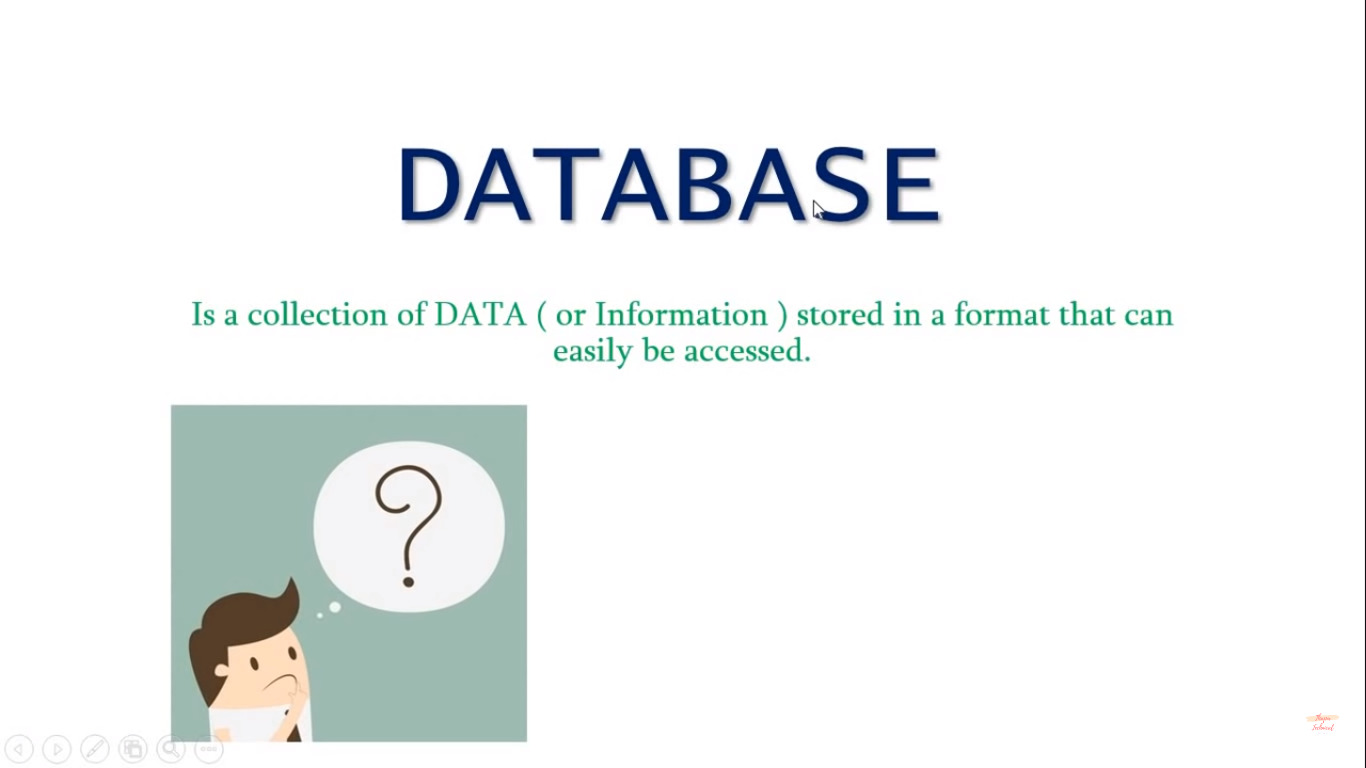 DATABASE
Is a collection of DATA ( or Information ) stored in a format that can
easily be accessed.
?